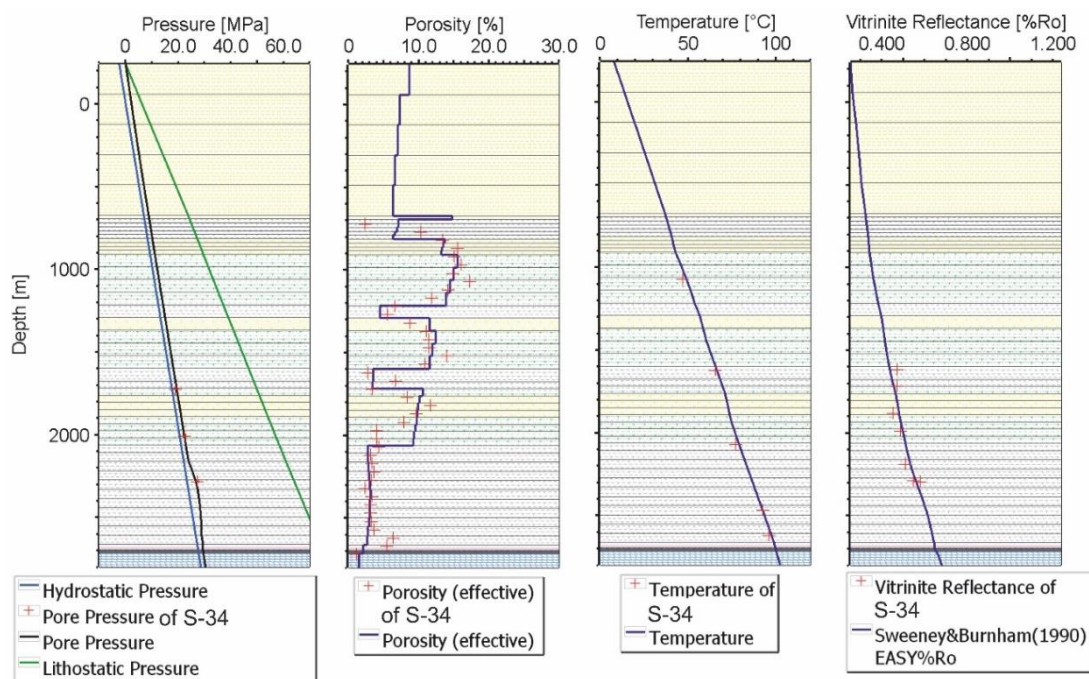 Pressure [MPa]
0 20.0 40.0 60.0
Porosity [%]
0 10.0 20.0 30.0
Temperature [°C]
0 50 100
Vitrinite Reflectance [%Ro]
0.400 0.800 1.200
Depth [m]
0
1000
2000
Hydrostatic Pressure
Pore Pressure of S-34
Pore Pressure
Lithostatic Pressure
Porosity (effective)
of S-34
Porosity (effective)
Temperature of
S-34
Temperature
Vitrinite Reflectance of
S-34
Sweeney&Burnham(1990)
EASY%Ro